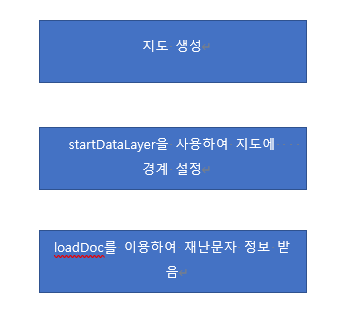 지도 생성
startDataLayer을 사용하여 지도에
경계 설정
loadDoc를 이용하여 재난문자 정보 받
음